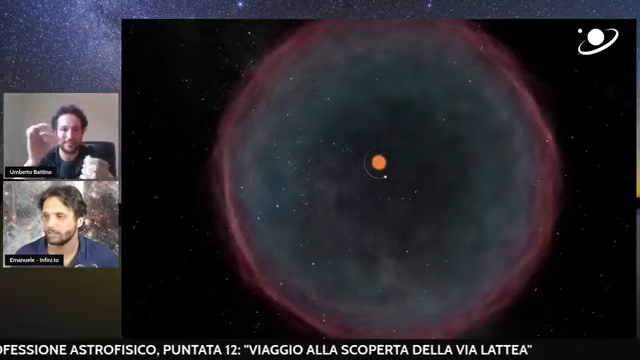 Umberto Battino
Emanuele - Infini.to
OFESSIONE ASTROFISICO, PUNTATA 12: "VIAGGIO ALLA SCOPERTA DELLA VIA LATTEA"